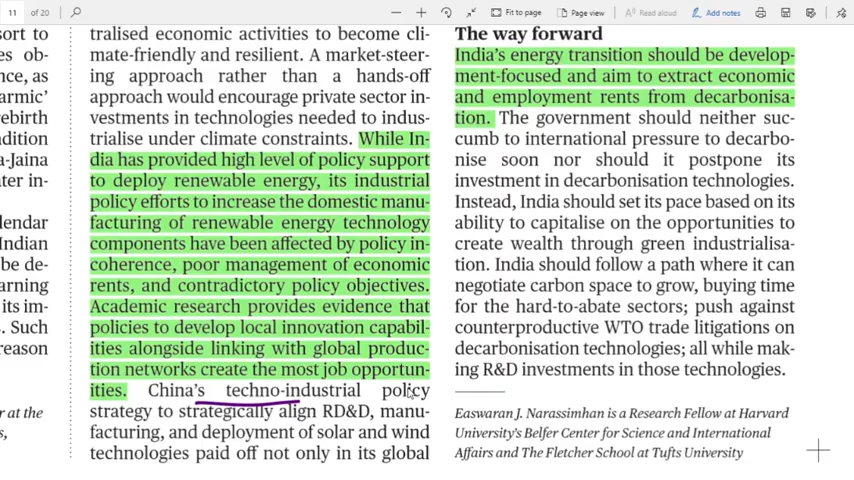 11 of 20
Fit to page
Page view
Read aloud
Add notes
sort to
es ob-
nce, as
armic’
rebirth
ndition
a-Jaina
ter in-
lendar
Indian
be de-
earning
its im-
s. Such
reason
r at the
s,
tralised economic activities to become cli-
mate-friendly and resilient. A market-steer-
ing approach rather than a hands-off
approach would encourage private sector in-
vestments in technologies needed to indus-
trialise under climate constraints. While In-
dia has provided high level of policy support
to deploy renewable energy, its industrial
policy efforts to increase the domestic manu-
facturing of renewable energy technology
components have been affected by policy in-
coherence, poor management of economic
rents, and contradictory policy objectives.
Academic research provides evidence that
policies to develop local innovation capabil-
ities alongside linking with global produc-
tion networks create the most job opportun-
ities. China’s techno-industrial policy
strategy to strategically align RD&D, manu-
facturing, and deployment of solar and wind
technologies paid off not only in its global
The way forward
India’s energy transition should be develop-
ment-focused and aim to extract economic
and employment rents from decarbonisa-
tion. The government should neither suc-
cumb to international pressure to decarbo-
nise soon nor should it postpone its
investment in decarbonisation technologies.
Instead, India should set its pace based on its
ability to capitalise on the opportunities to
create wealth through green industrialisa-
tion. India should follow a path where it can
negotiate carbon space to grow, buying time
for the hard-to-abate sectors; push against
counterproductive WTO trade litigations on
decarbonisation technologies; all while mak-
ing R&D investments in those technologies.
Easwaran J. Narassimhan is a Research Fellow at Harvard
University’s Belfer Center for Science and International
Affairs and The Fletcher School at Tufts University